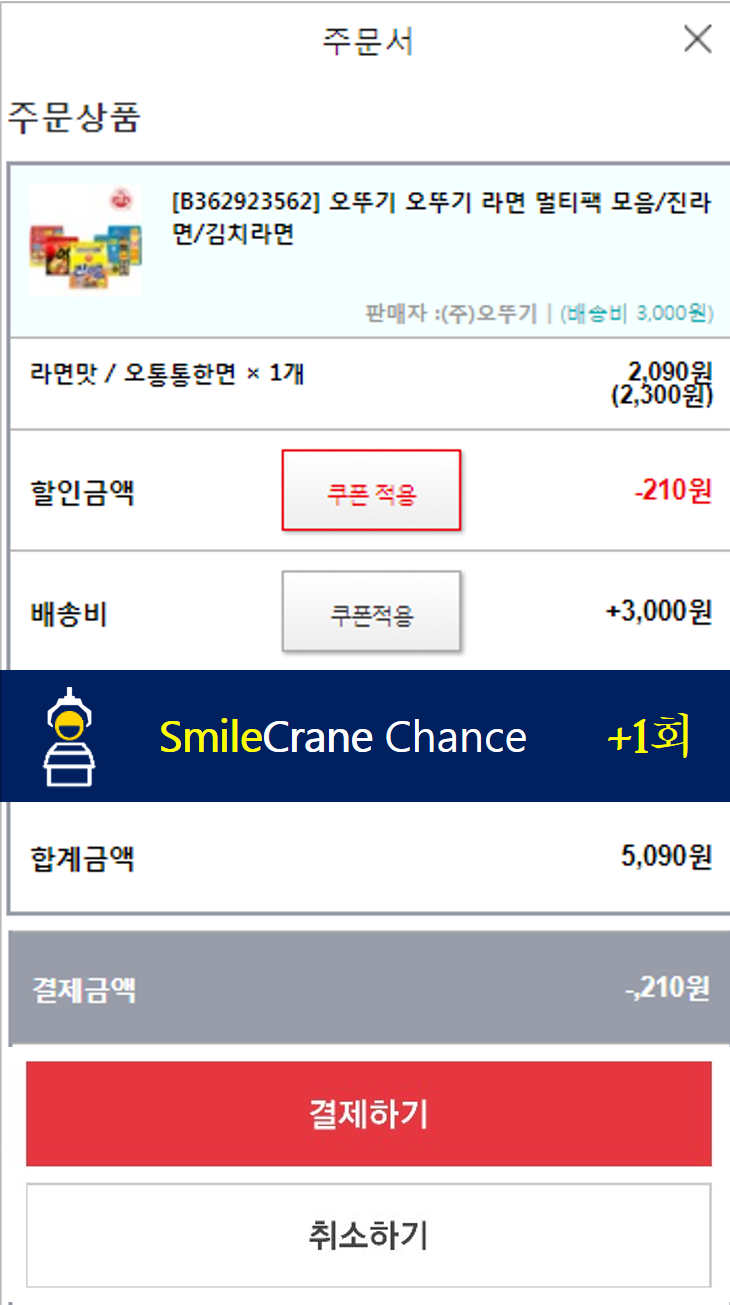 주문서
주문상품
[B362923562] 오뚜기 오뚜기 라면 멀티팩 모음/진라
면/김치라면
판매자 :(주)오뚜기 | (배송비 3,000원)
라면맛 / 오통통한면 × 1개 2,090원
(2,300원)
할인금액 쿠폰 적용 -210원
배송비 쿠폰적용 +3,000원
SmileCrane Chance +1회
합계금액 5,090원
결제금액 -,210원
결제하기
취소하기